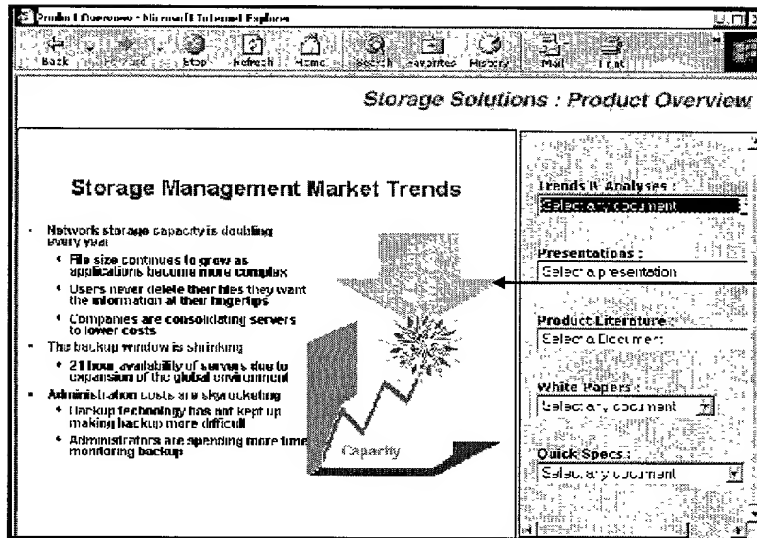 Product Overview - Microsoft Internet Explorer
Back Forward Stop Refresh Home Search Favorites History Mail Print
Storage Solutions : Product Overview
Storage Management Market Trends
Network storage capacity is doubling
every year
File size continues to grow as
applications become more complex
Users never delete their files they want
the information at their fingertips
Companies are consolidating servers
to lower costs
The backup window is shrinking
hour availability of servers due to
expansion of the global environment
Administration costs are skyrocketing
Backup technology has not kept up
making backup more difficult
Administrators are spending more time
monitoring backup
Capacity
Trends & Analyses :
Select any document
Presentations :
Select a presentation
Product Literature :
Select a Document
White Papers :
Select any document
Quick Specs :
Select any document